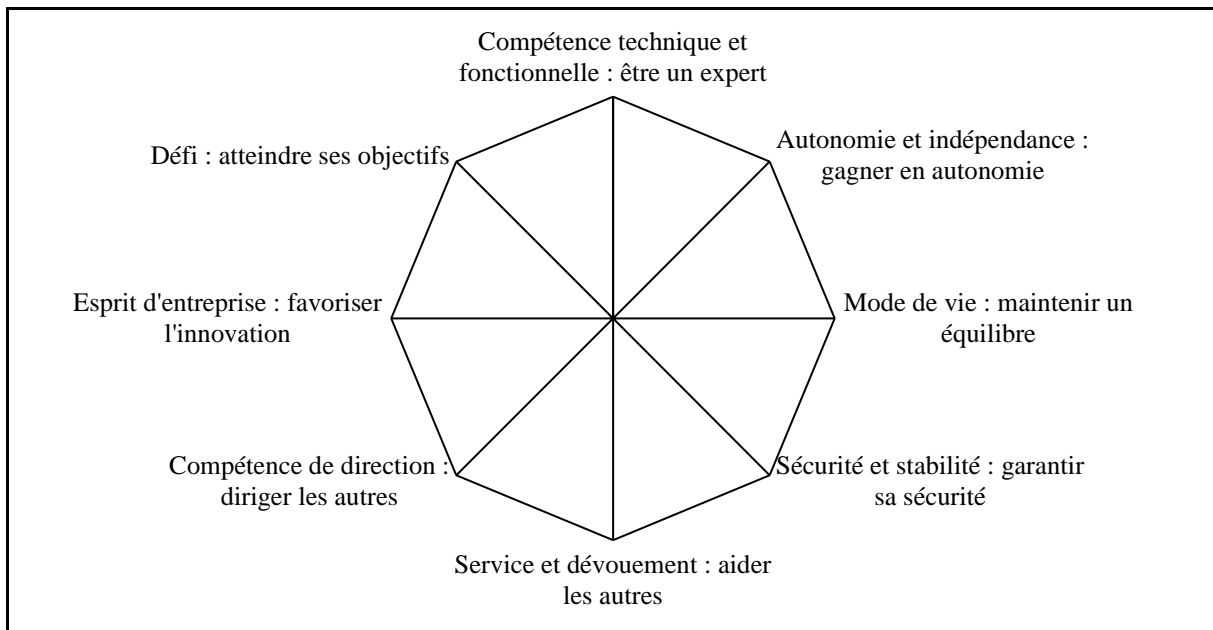 Compétence technique et
fonctionnelle : être un expert
Autonomie et indépendance :
gagner en autonomie
Mode de vie : maintenir un
équilibre
Sécurité et stabilité : garantir
sa sécurité
Service et dévouement : aider
les autres
Compétence de direction :
diriger les autres
Esprit d'entreprise : favoriser
l'innovation
Défi : atteindre ses objectifs